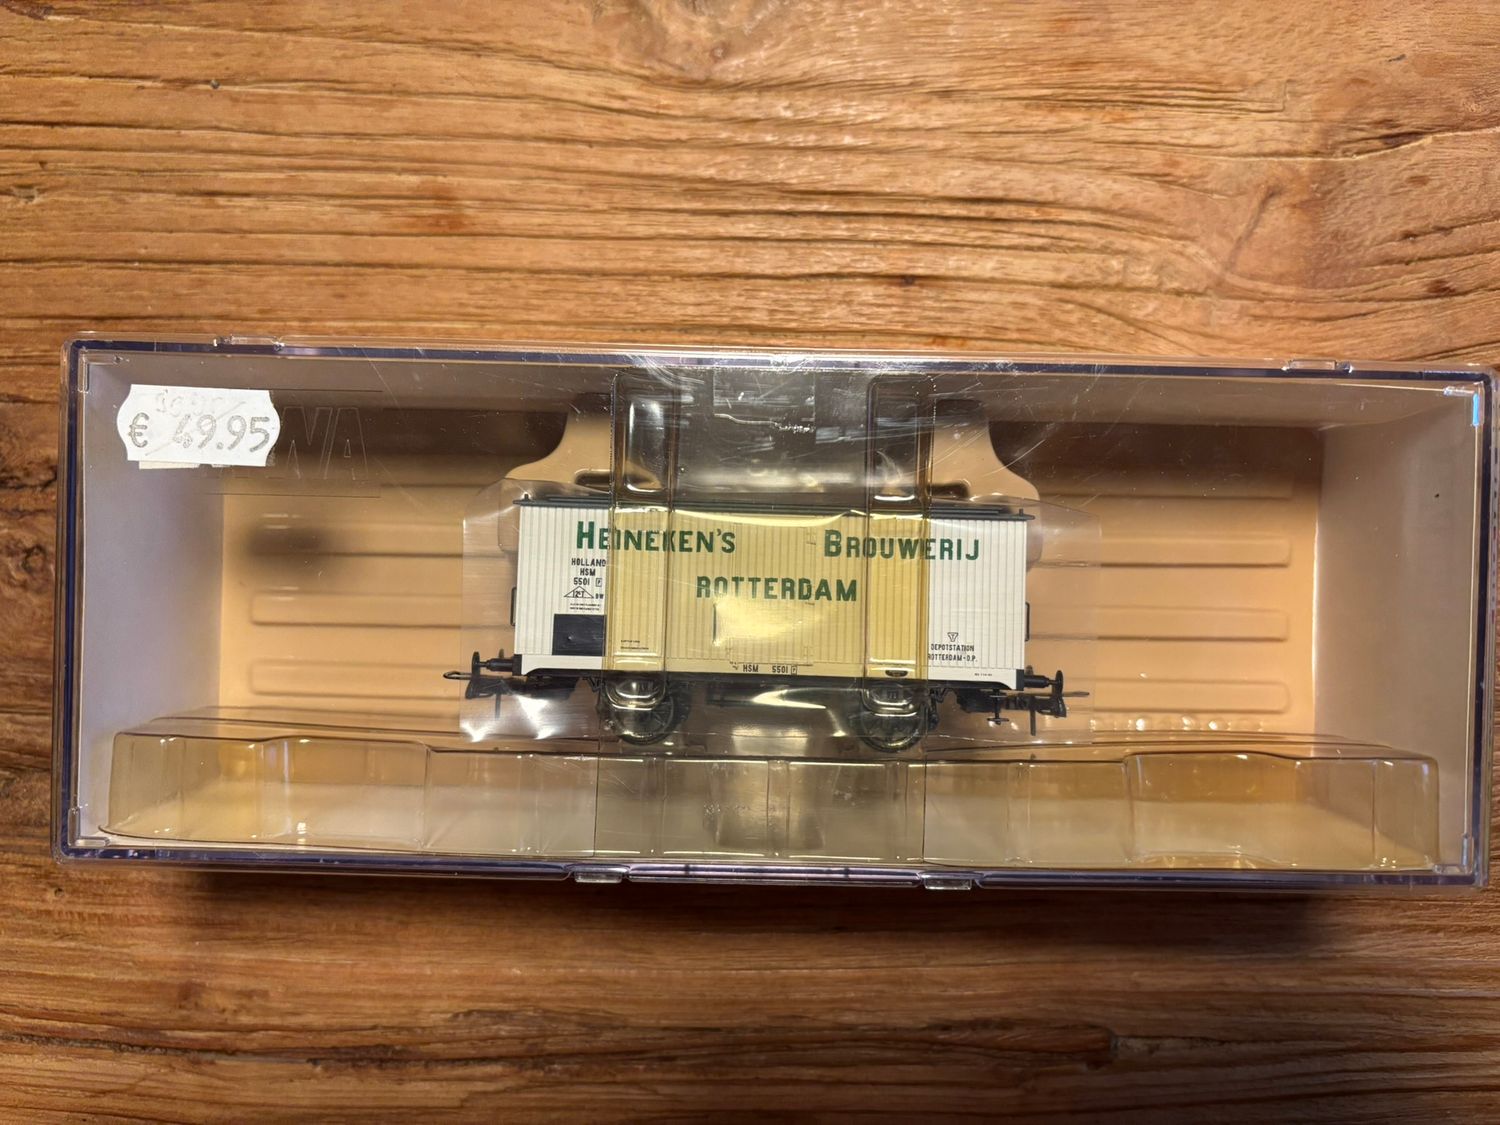 € 49.95
HEINEKEN'S BROUWERIJ
ROTTERDAM
HOLLAND
HSM
5501 P
HSM 5501 P
DEPOTSTATION
ROTTERDAM-D.P.